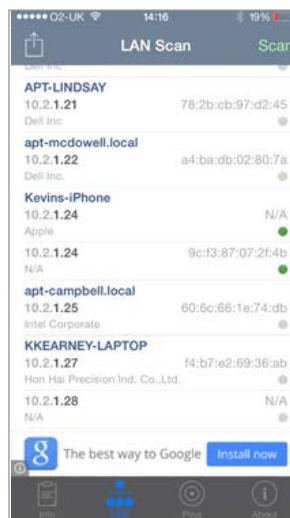 O2-UK 14:16 19%
LAN Scan Scan
Dell Inc.
APT-LINDSAY
10.2.1.21 78:2b:cb:97:d2:45
Dell Inc
apt-mcdowell.local
10.2.1.22 a4:ba:db:02:80:7a
Dell Inc.
Kevins-iPhone
10.2.1.24 N/A
Apple
10.2.1.24 9c:f3:87:07:2f:4b
N/A
apt-campbell.local
10.2.1.25 60:6c:66:1e:74:db
Intel Corporate
KKEARNEY-LAPTOP
10.2.1.27 f4:b7:e2:69:36:ab
Hon Hai Precision Ind. Co.,Ltd.
10.2.1.28 N/A
N/A
8 The best way to Google Install now
Info Lan Ping About